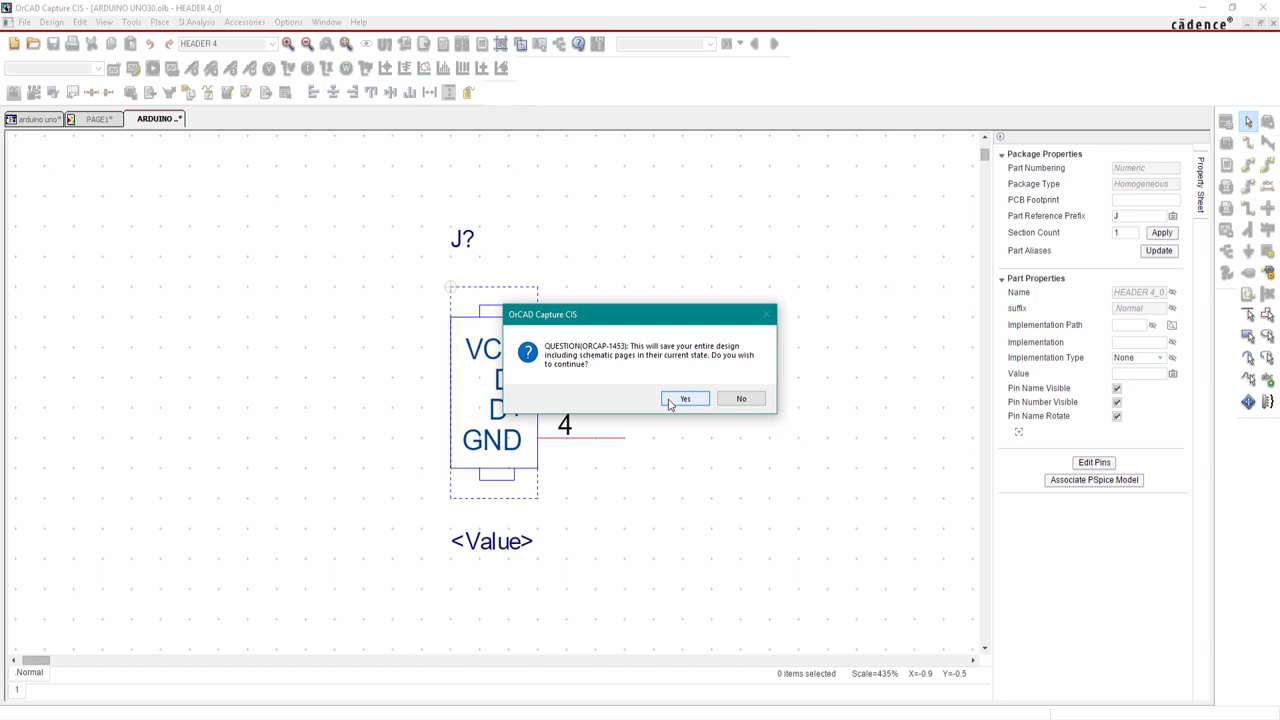 OrCAD Capture CIS - [ARDUINO UNO30.olb - HEADER 4_0]
File Design Edit View Tools Place SI Analysis Accessories Options Window Help
cādence
HEADER 4
arduino uno* PAGE1* ARDUINO ..*
J?
VC
D
D+
GND
4
<Value>
OrCAD Capture CIS
QUESTION(ORCAP-1453): This will save your entire design
including schematic pages in their current state. Do you wish
to continue?
Yes No
Package Properties
Part Numbering Numeric
Package Type Homogeneous
PCB Footprint
Part Reference Prefix J
Section Count 1 Apply
Part Aliases Update
Part Properties
Name HEADER 4_0.
suffix .Normal
Implementation Path
Implementation
Implementation Type None
Value
Pin Name Visible
Pin Number Visible
Pin Name Rotate
Edit Pins
Associate PSpice Model
Property Sheet
.Normal
0 items selected Scale=435% X=-0.9 Y=-0.5
1